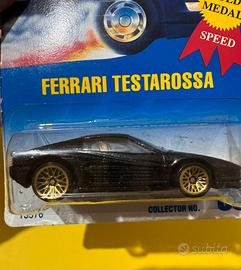 MEDAL
SPEED
FERRARI TESTAROSSA
COLLECTOR NO.
subito